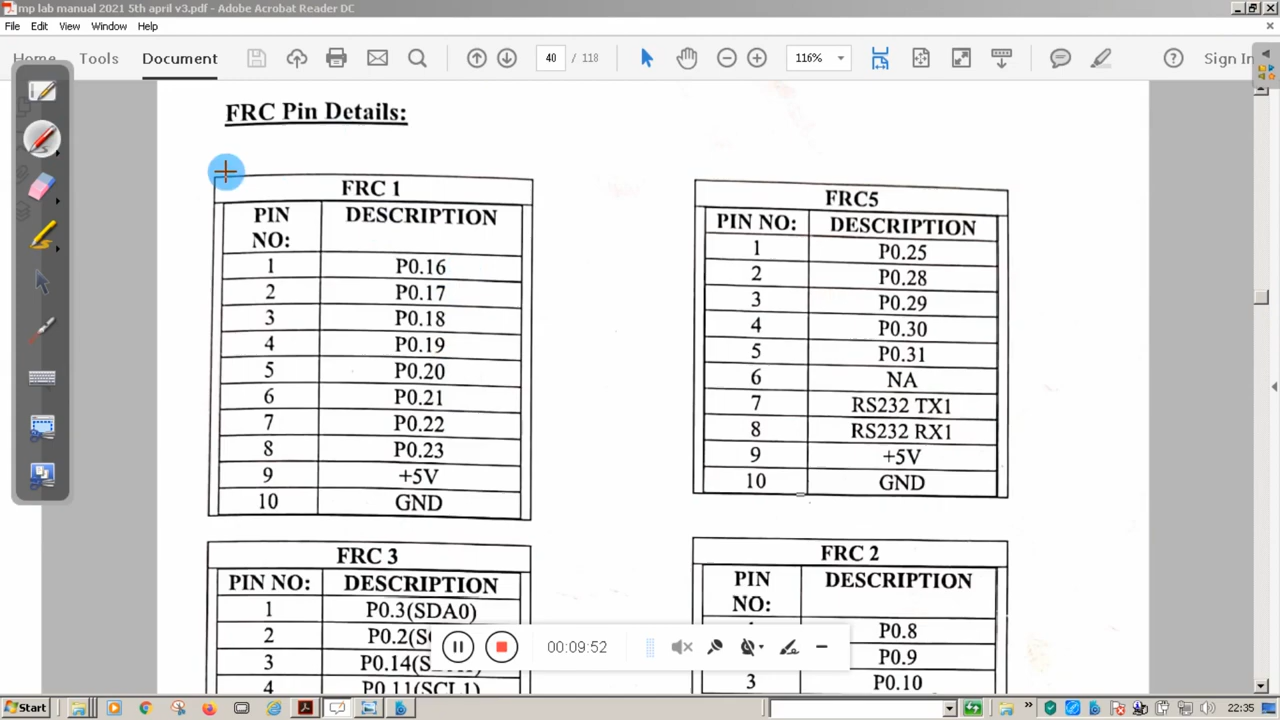 mp lab manual 2021 5th april v3.pdf - Adobe Acrobat Reader DC
File Edit View Window Help
Home Tools Document 40 / 118 116% Sign In
FRC Pin Details:
FRC 1
PIN NO: DESCRIPTION
1 P0.16
2 P0.17
3 P0.18
4 P0.19
5 P0.20
6 P0.21
7 P0.22
8 P0.23
9 +5V
10 GND
FRC5
PIN NO: DESCRIPTION
1 P0.25
2 P0.28
3 P0.29
4 P0.30
5 P0.31
6 NA
7 RS232 TX1
8 RS232 RX1
9 +5V
10 GND
FRC 3
PIN NO: DESCRIPTION
1 P0.3(SDA0)
2
3
4 P0.11(SCL1)
FRC 2
PIN NO: DESCRIPTION
P0.8
P0.9
3 P0.10
00:09:52
Start 22:35